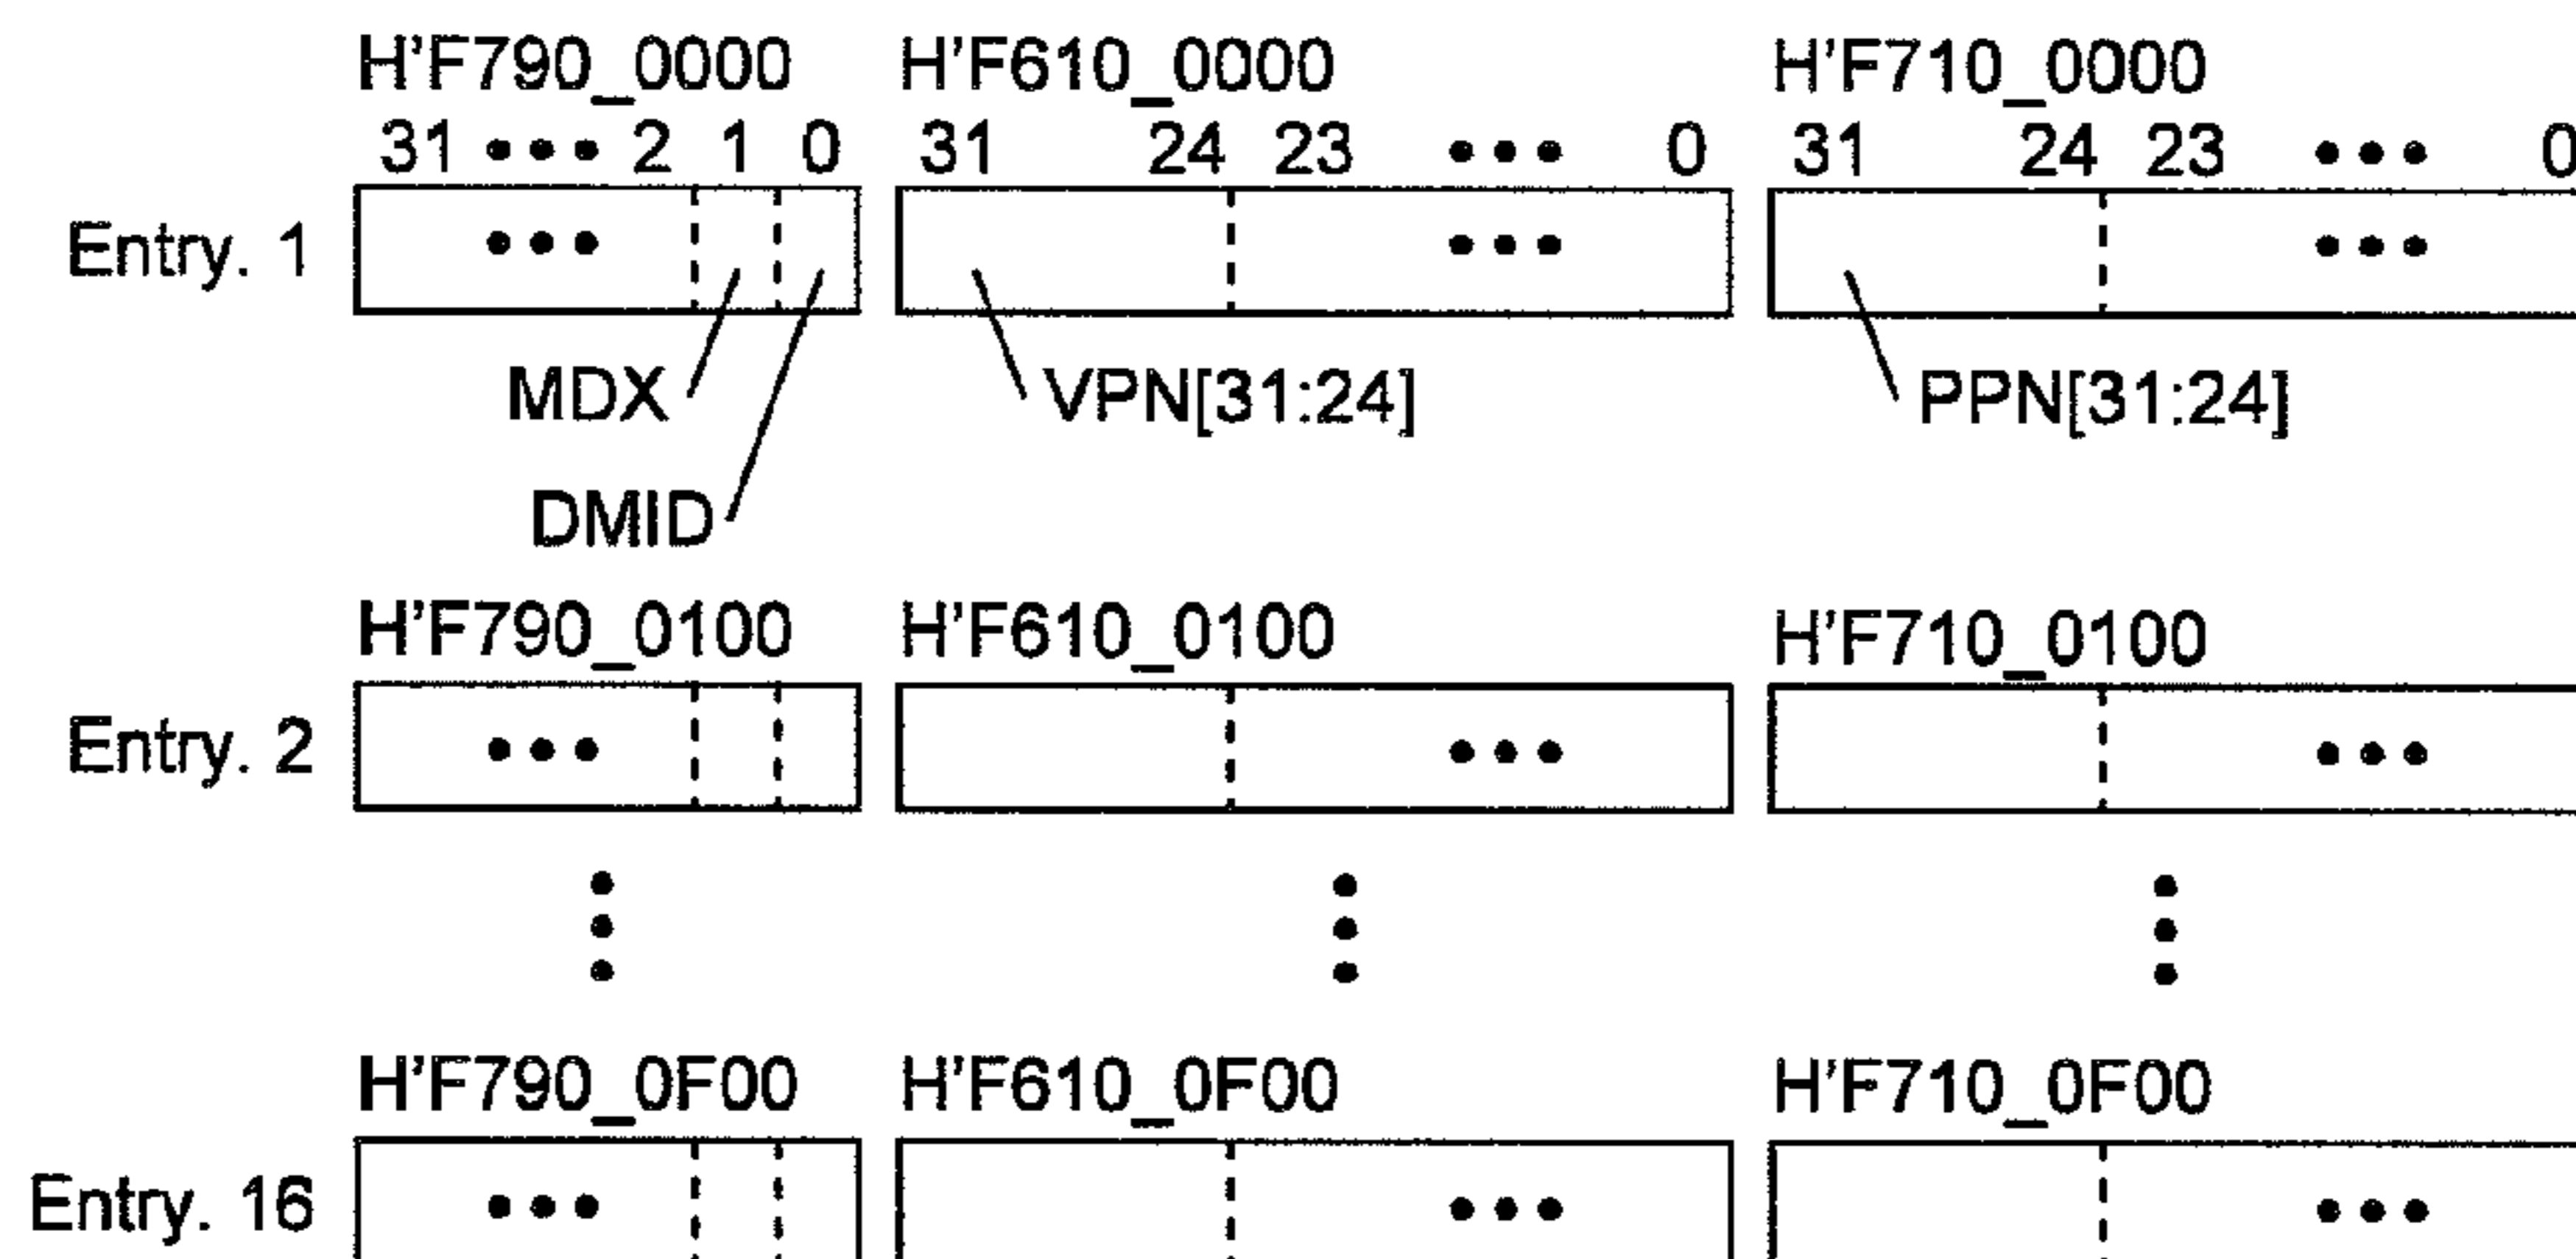 H'F790_0000 H'F610_0000 H'F710_0000
31 ••• 2 1 0 31 24 23 ••• 0 31 24 23 ••• 0
Entry. 1 ••• ••• •••
MDX VPN[31:24] PPN[31:24]
DMID
H'F790_0100 H'F610_0100 H'F710_0100
Entry. 2 ••• ••• •••
H'F790_0F00 H'F610_0F00 H'F710_0F00
Entry. 16 ••• ••• •••